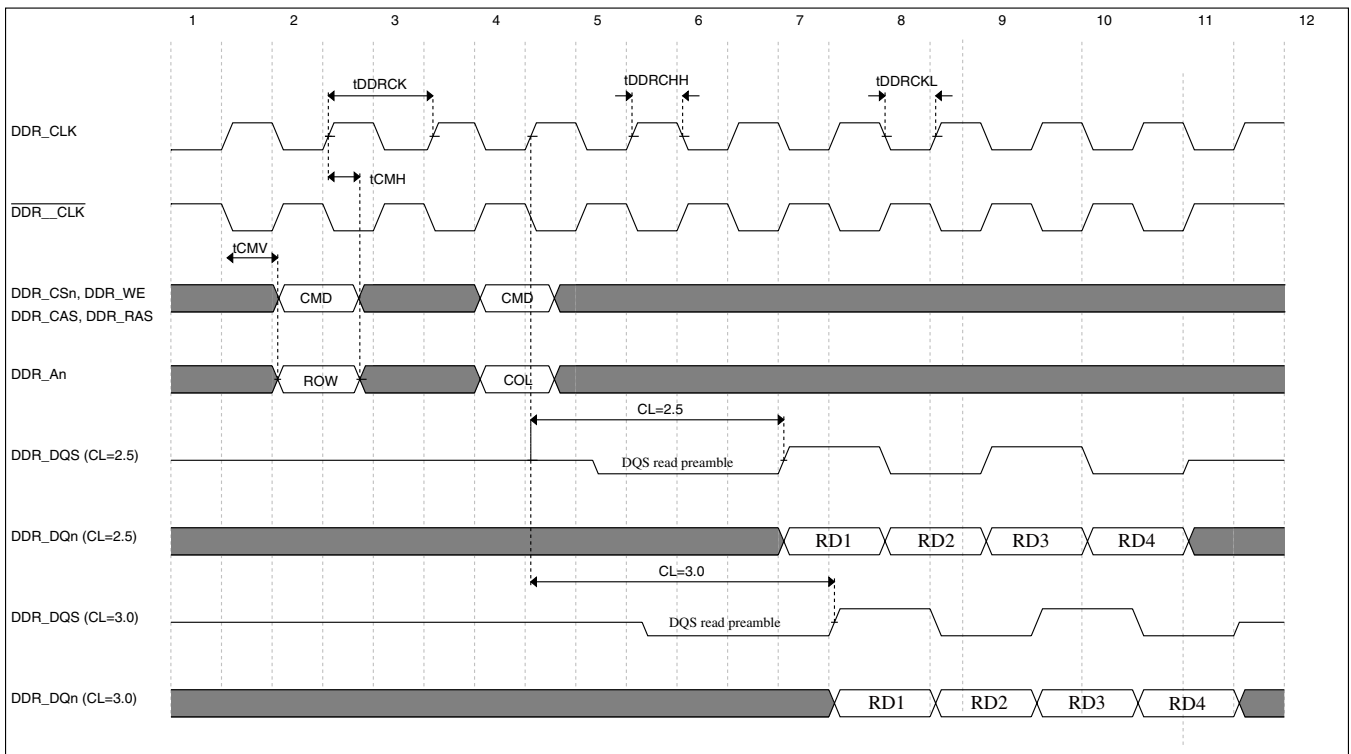 1 2 3 4 5 6 7 8 9 10 11 12
tDDRCK
tDDRCHH
tDDRCKL
DDR_CLK
tCMH
DDR__CLK
tCMV
DDR_CSn, DDR_WE
DDR_CAS, DDR_RAS
CMD CMD
DDR_An
ROW COL
CL=2.5
DDR_DQS (CL=2.5)
DQS read preamble
DDR_DQn (CL=2.5)
RD1 RD2 RD3 RD4
CL=3.0
DDR_DQS (CL=3.0)
DQS read preamble
DDR_DQn (CL=3.0)
RD1 RD2 RD3 RD4